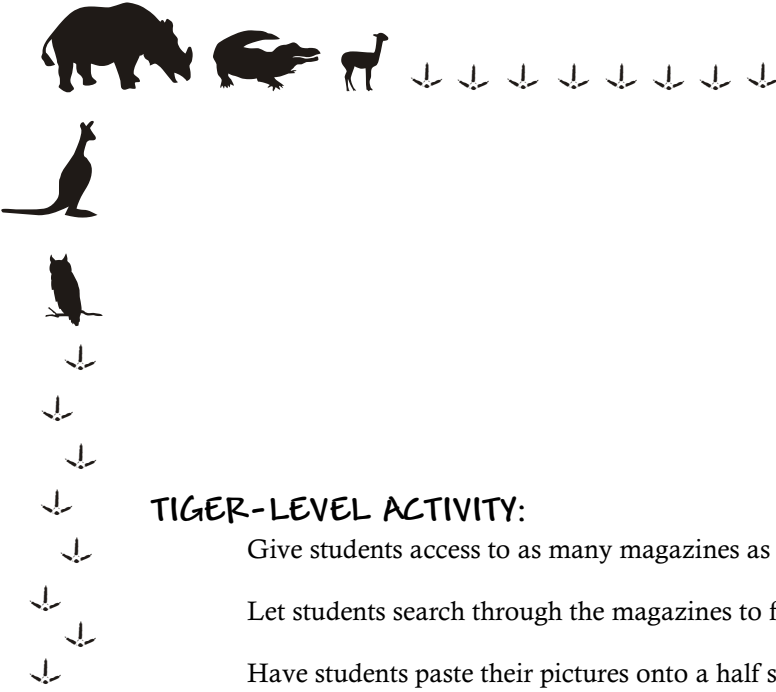 TIGER-LEVEL ACTIVITY:
Give students access to as many magazines as
Let students search through the magazines to
Have students paste their pictures onto a half